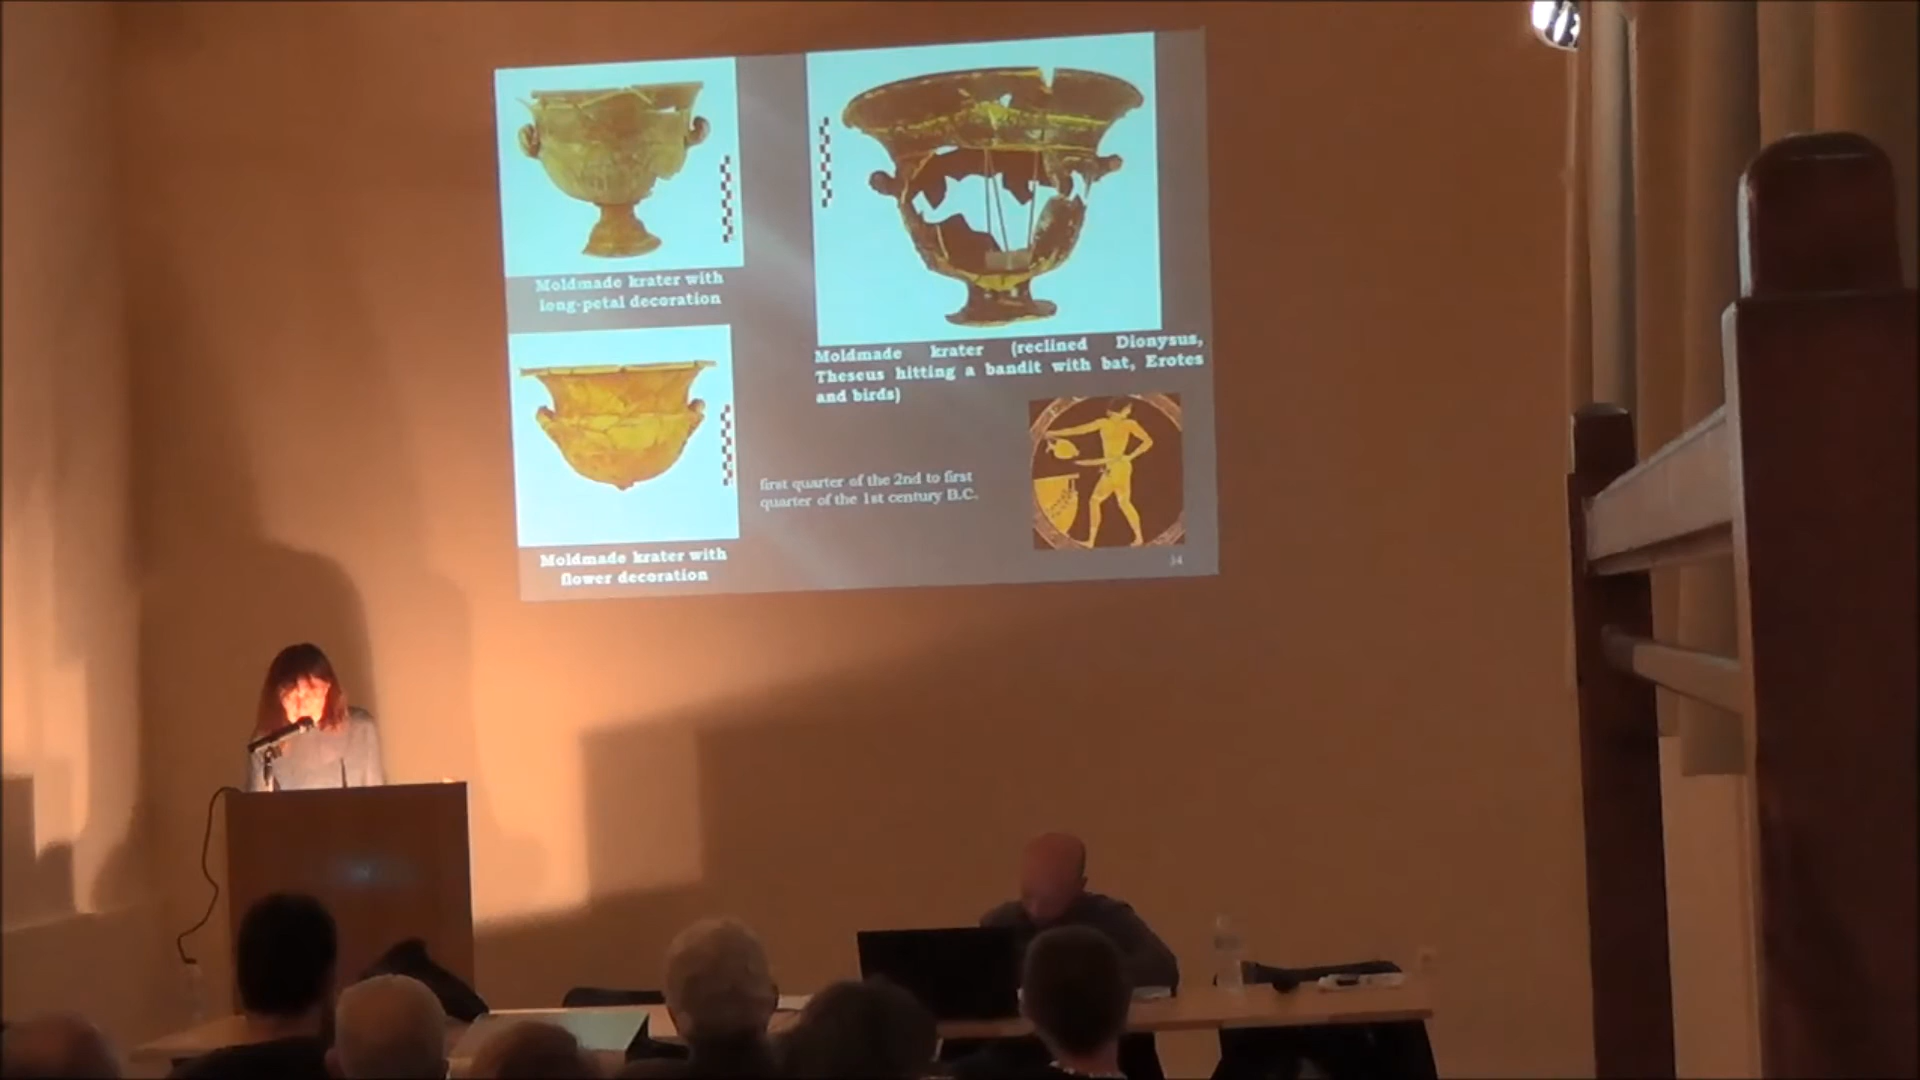 Moldmade krater with
long-petal decoration
Moldmade krater (reclined Dionysus,
Theseus hitting a bandit with bat, Erotes
and birds)
first quarter of the 2nd to first
quarter of the 1st century B.C.
Moldmade krater with
flower decoration
34